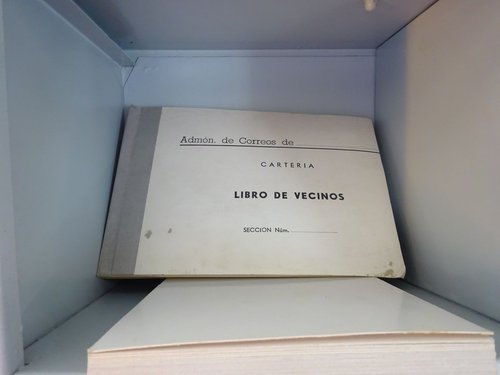 Admón. de Correos de
CARTERIA
LIBRO DE VECINOS
SECCION Núm.